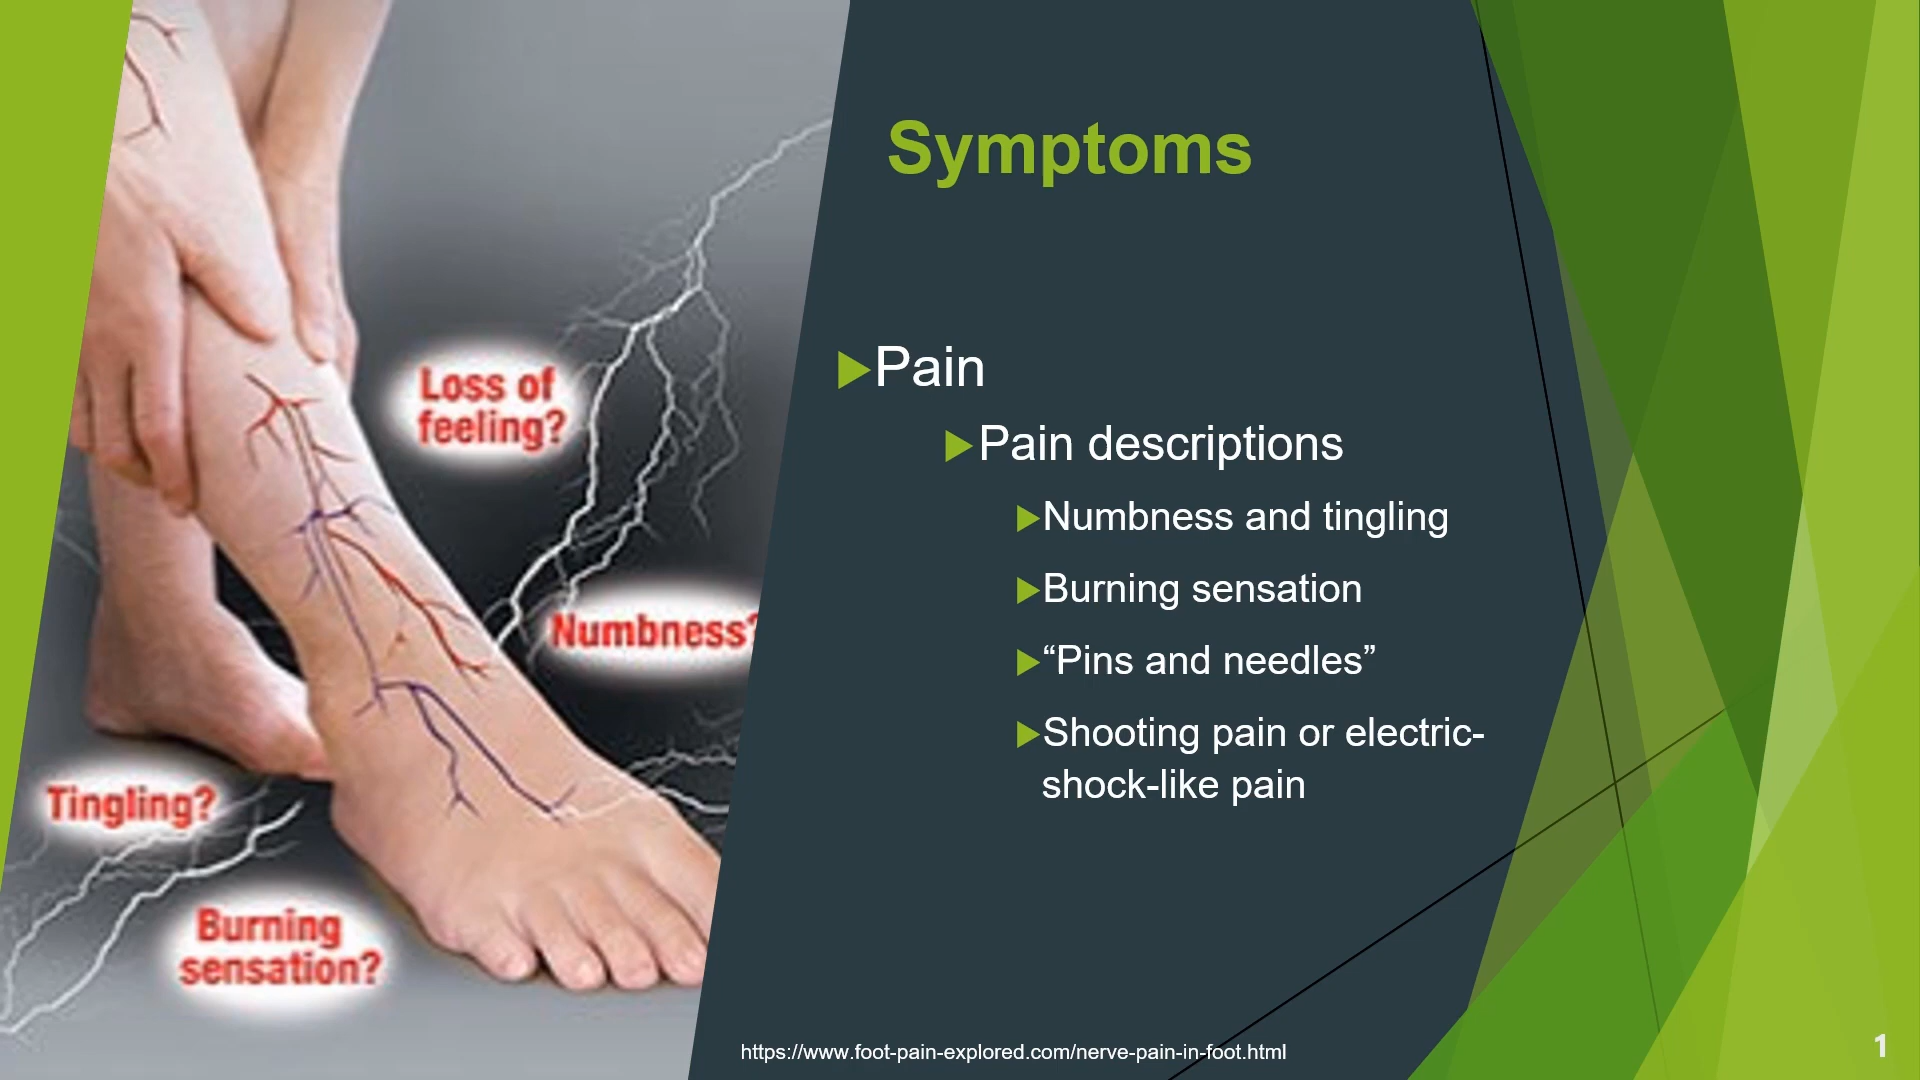 Symptoms
Pain
Pain descriptions
Numbness and tingling
Burning sensation
“Pins and needles”
Shooting pain or electric-
shock-like pain
Loss of
feeling?
Numbness?
Tingling?
Burning
sensation?
https://www.foot-pain-explored.com/nerve-pain-in-foot.html
1